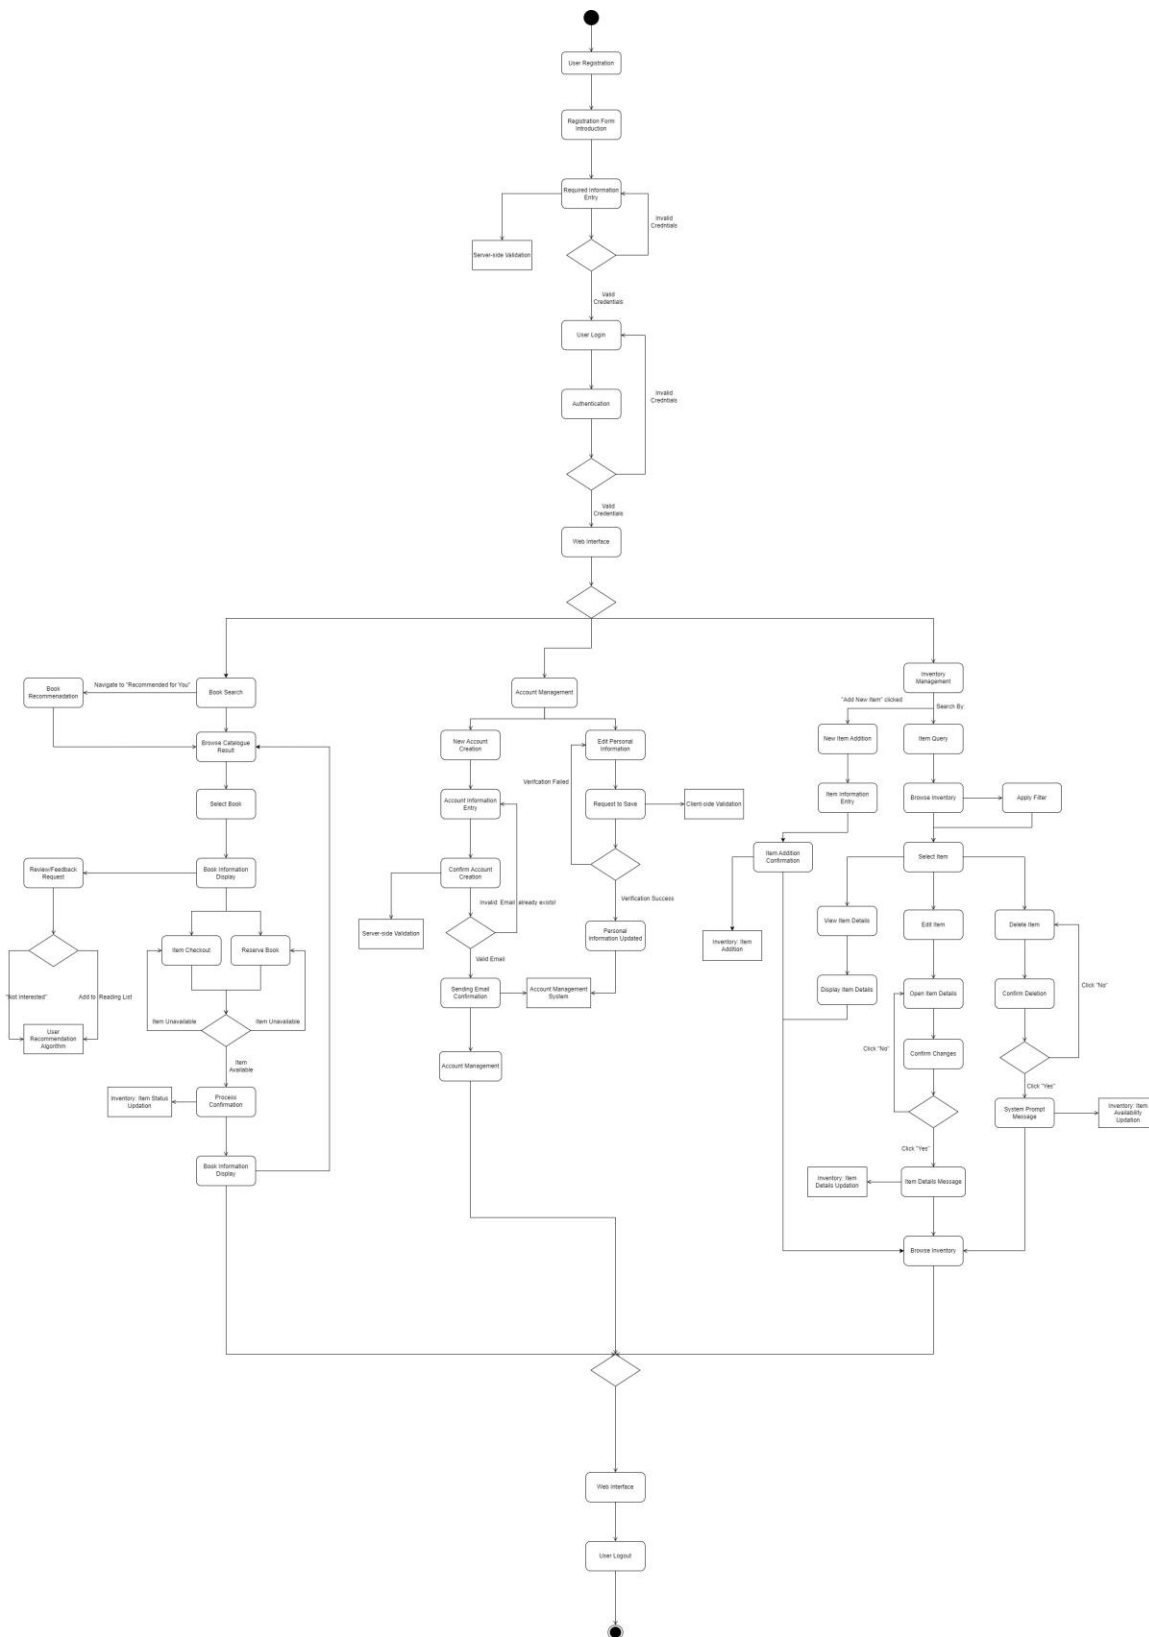 User Registration
Registration Form
Introduction
Required Information
Entry
Invalid
Credntials
Server-side Validation
Valid
Credentials
User Login
Invalid
Credntials
Authentication
Valid
Credentials
Web Interface
Book
Recommenadation
Navigate to "Recommended for You"
Book Search
Account Management
Inventory
Management
"Add New Item" clicked
Search By:
Browse Catalogue
Result
New Account
Creation
Edit Personal
Information
New Item Addition
Item Query
Verifcation Failed
Select Book
Account Information
Entry
Request to Save
Client-side Validation
Item Information
Entry
Browse Inventory
Apply Filter
Review/Feedback
Request
Book Information
Display
Confirm Account
Creation
Item Addition
Confirmation
Select Item
Invalid Email already exists!
Verification Success
Item Checkout
Reserve Book
Server-side Validation
Personal
Information Updated
View Item Details
Edit Item
Delete Item
Inventory: Item
Addition
Valid Email
"Not Interested"
Add to Reading List
Sending Email
Confirmation
Account Management
System
Display Item Details
Open Item Details
Confirm Deletion
Click "No"
Item Unavailable
Item Unavailable
User
Recommendation
Algorithm
Click "No"
Confirm Changes
Item
Available
Account Management
Click "Yes"
Inventory: Item Status
Updation
Process
Confirmation
System Prompt
Message
Inventory: Item
Availability
Updation
Click "Yes"
Book Information
Display
Inventory: Item
Details Updation
Item Details Message
Browse Inventory
Web Interface
User Logout